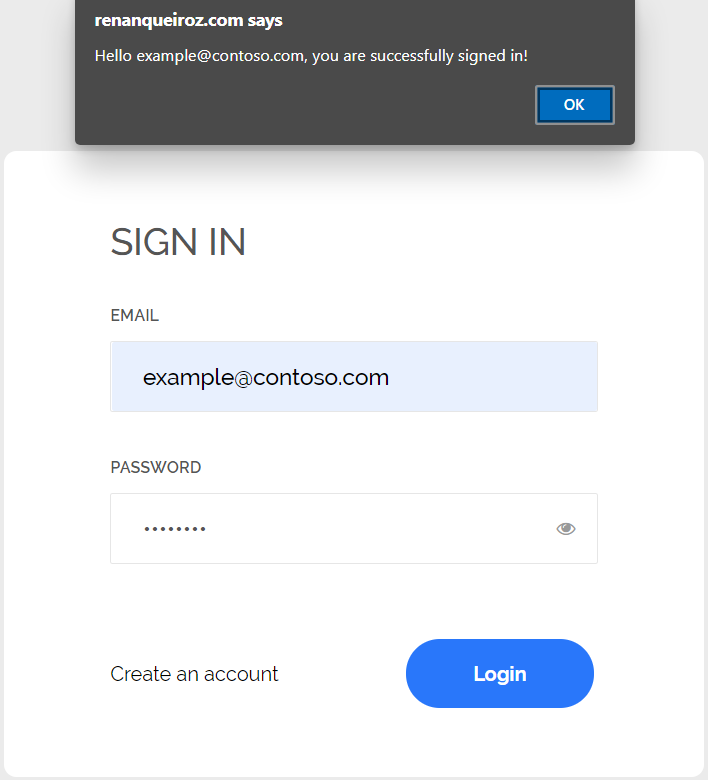 renanqueiroz.com says
Hello example@contoso.com, you are successfully signed in!
OK
SIGN IN
EMAIL
example@contoso.com
PASSWORD
••••••••
Create an account
Login